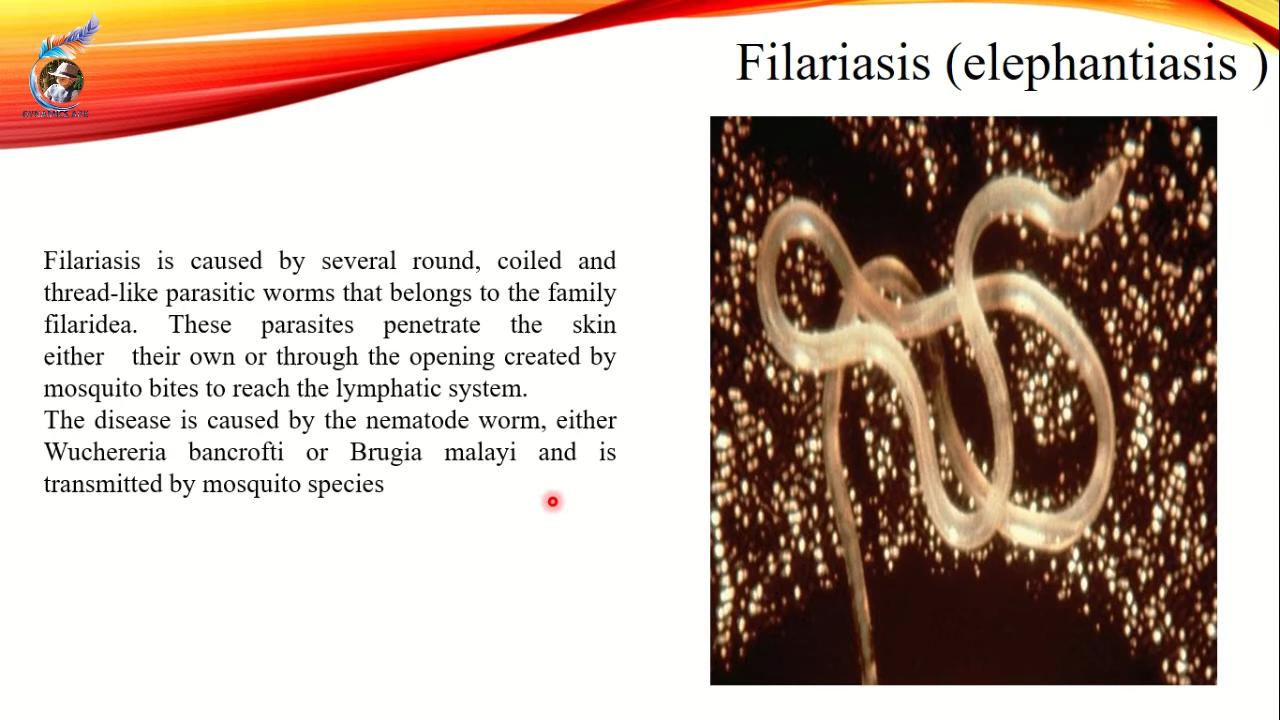 Filariasis (elephantiasis )
Filariasis is caused by several round, coiled and
thread-like parasitic worms that belongs to the family
filaridea. These parasites penetrate the skin
either their own or through the opening created by
mosquito bites to reach the lymphatic system.
The disease is caused by the nematode worm, either
Wuchereria bancrofti or Brugia malayi and is
transmitted by mosquito species